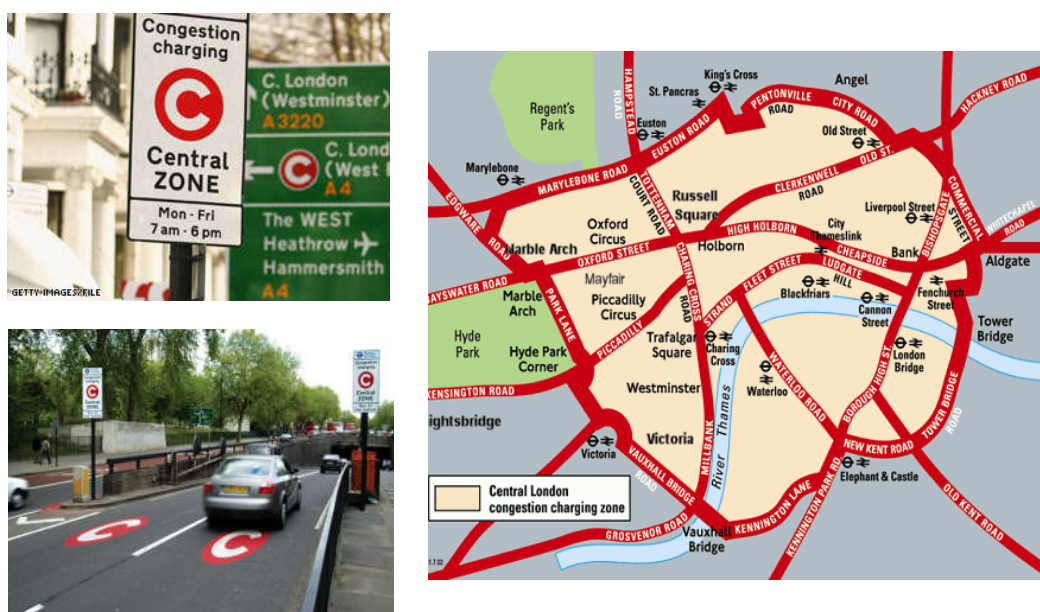 Congestion
charging
C
Central
ZONE
Mon - Fri
7 am - 6 pm
C. London
(Westminster)
A3220
C
C. Lond
(West
A4
The WEST
Heathrow
Hammersmith
A4
GETTY IMAGES/FILE
Congestion
charging
C
Central
ZONE
Congestion
charging
C
Central
ZONE
C
C
King's Cross
Angel
St. Pancras
HAMPSTEAD
ROAD
PENTONVILLE
ROAD
CITY ROAD
HACKNEY ROAD
Regent's
Park
Euston
EUSTON ROAD
Old Street
OLD ST.
Marylebone
MARYLEBONE ROAD
TOTTENHAM
COURT ROAD
CLERKENWELL
ROAD
COMMERCIAL
STREET
Russell
Square
Liverpool Street
BISHOPSGATE
WHITECHAPEL
ROAD
EDGWARE
ROAD
Oxford
Circus
City
Thameslink
Marble Arch
OXFORD STREET
HIGH HOLBORN
Holborn
CHEAPSIDE
Bank
Aldgate
Mayfair
CHARING CROSS
ROAD
FLEET STREET
LUDGATE
HILL
AYSWATER ROAD
Marble
Arch
PARK LANE
Piccadilly
Circus
STRAND
Blackfriars
Cannon
Street
Fenchurch
Street
Hyde
Park
PICCADILLY
Trafalgar
Square
Charing
Cross
Tower
Bridge
Hyde Park
Corner
London
Bridge
KENSINGTON ROAD
Westminster
WATERLOO ROAD
Waterloo
BOROUGH HIGH ST.
TOWER BRIDGE
ROAD
ightsbridge
River Thames
Victoria
Victoria
MILLBANK
NEW KENT ROAD
VAUXHALL BRIDGE
ROAD
Elephant & Castle
KENNINGTON PARK RD.
OLD KENT ROAD
Central London
congestion charging zone
GROSVENOR ROAD
Vauxhall
Bridge
KENNINGTON LANE